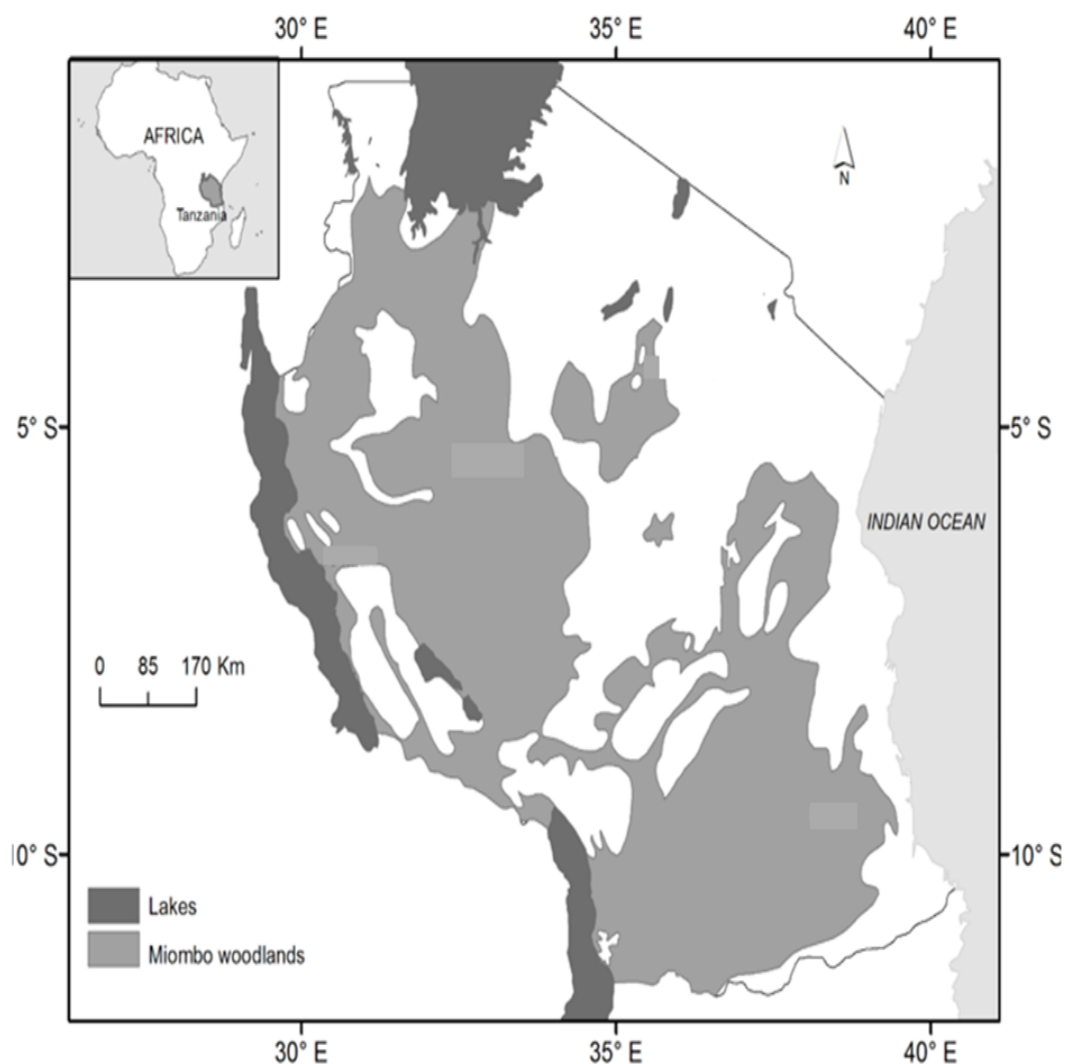 30° E 35° E 40° E
AFRICA
Tanzania
N
5° S 5° S
INDIAN OCEAN
0 85 170 Km
10° S 10° S
Lakes
Miombo woodlands
30° E 35° E 40° E